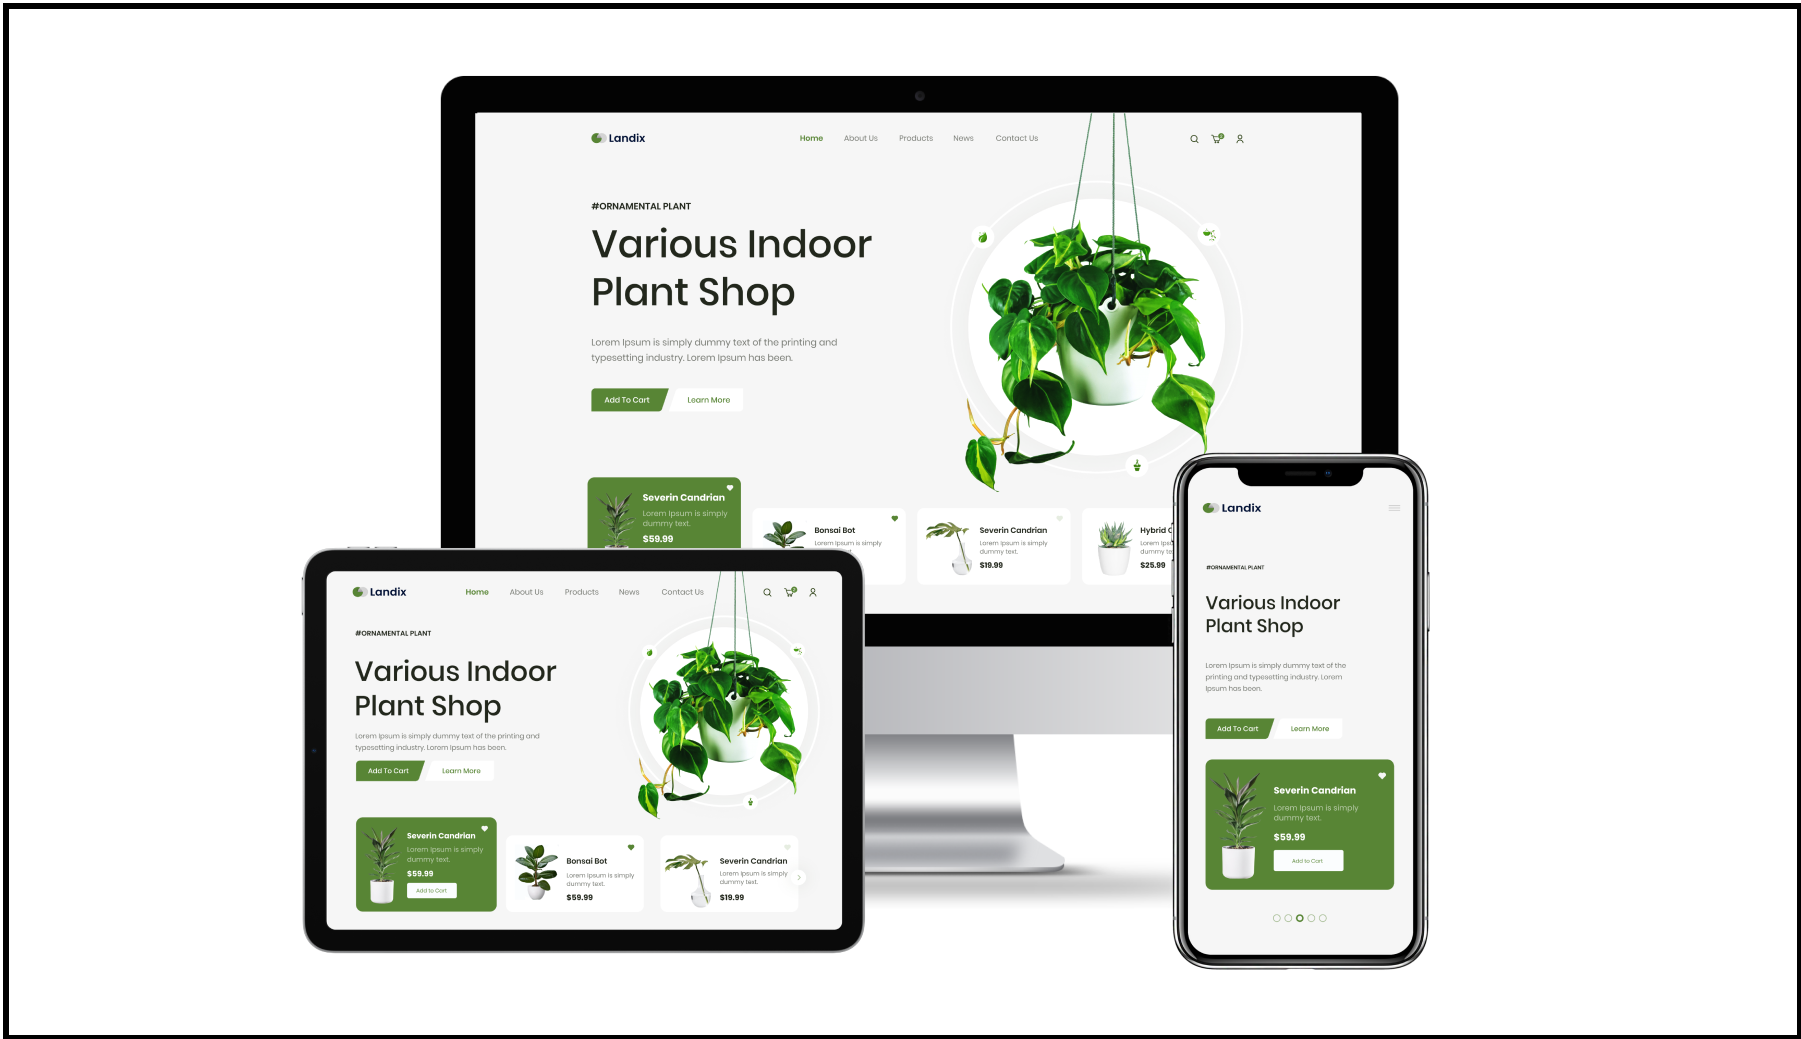 Landix
Home About Us Products News Contact Us
#ORNAMENTAL PLANT
Various Indoor
Plant Shop
Lorem Ipsum is simply dummy text of the printing and
typesetting industry. Lorem Ipsum has been.
Add To Cart Learn More
Severin Candrian
Lorem Ipsum is simply
dummy text.
$59.99
Bonsai Bot
Lorem Ipsum is simply
Severin Candrian
Lorem Ipsum is simply
dummy text.
$19.99
Hybrid
$25.99
Landix
Home About Us Products News Contact Us
#ORNAMENTAL PLANT
Various Indoor
Plant Shop
Lorem Ipsum is simply dummy text of the printing and
typesetting industry. Lorem Ipsum has been.
Add To Cart Learn More
Severin Candrian
Lorem Ipsum is simply
dummy text.
$59.99
Add to Cart
Bonsai Bot
Lorem Ipsum is simply
dummy text.
$59.99
Severin Candrian
Lorem Ipsum is simply
dummy text.
$19.99
Landix
#ORNAMENTAL PLANT
Various Indoor
Plant Shop
Lorem Ipsum is simply dummy text of the
printing and typesetting industry. Lorem
Ipsum has been.
Add To Cart Learn More
Severin Candrian
Lorem Ipsum is simply
dummy text.
$59.99
Add to Cart